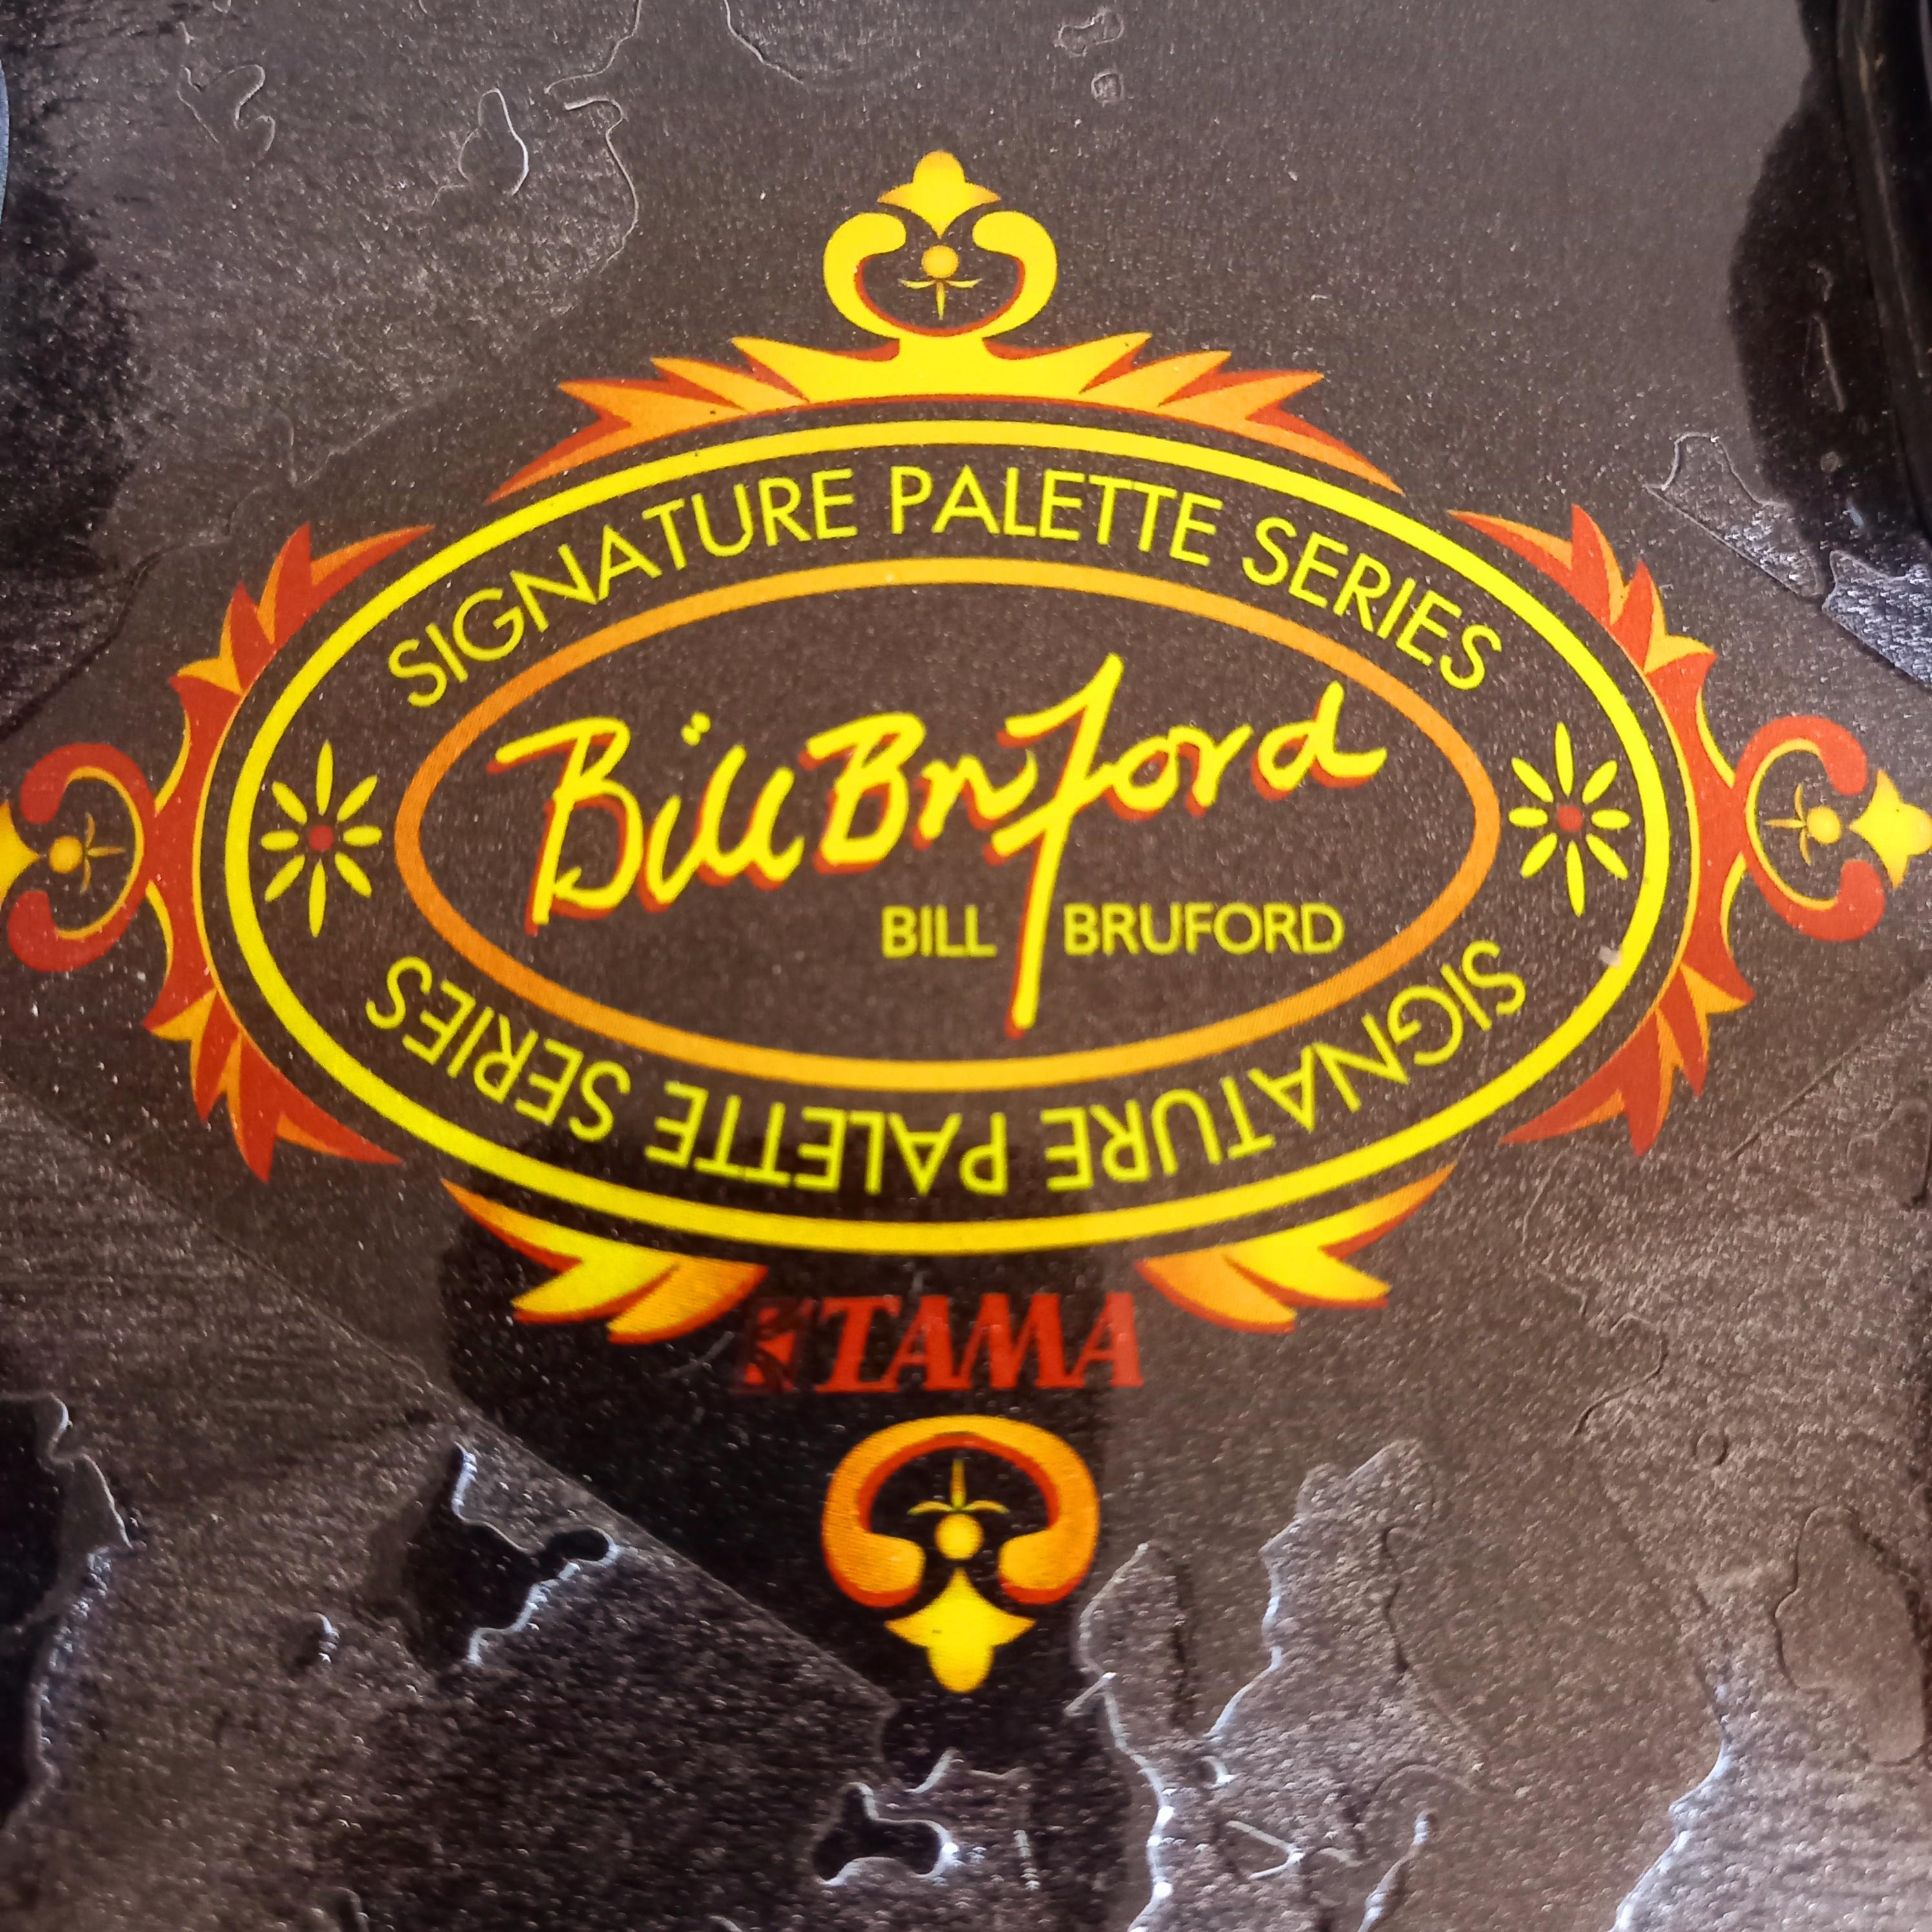 SIGNATURE PALETTE SERIES
Bill Bruford
BILL BRUFORD
SIGNATURE PALETTE SERIES
TAMA